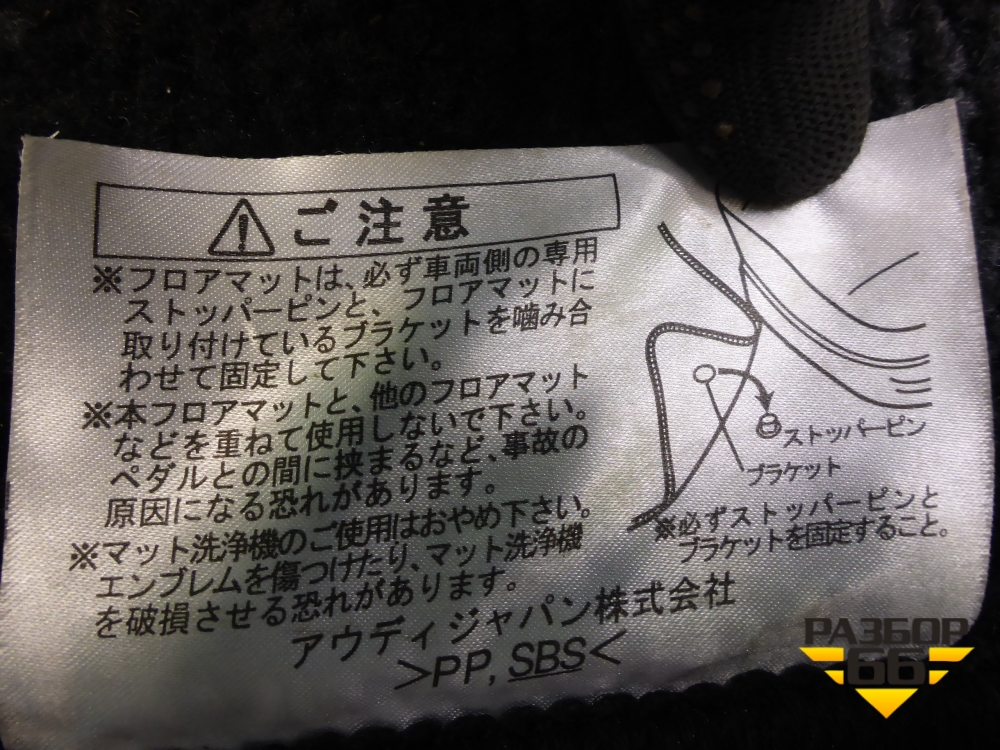 ご注意
※フロアマットは、必ず車両側の専用
ストッパーピンと、フロアマットに
取り付けているブラケットを噛み合
わせて固定して下さい。
※本フロアマットと、他のフロアマット
などを重ねて使用しないで下さい。
ペダルとの間に挟まるなど、事故の
原因になる恐れがあります。
※マット洗浄機のご使用はおやめ下さい。
エンブレムを傷つけたり、マット洗浄機
を破損させる恐れがあります。
ストッパーピン
ブラケット
※必ずストッパーピンと
ブラケットを固定すること。
アウディジャパン株式会社
>PP, SBS<
РАЗБОР
66